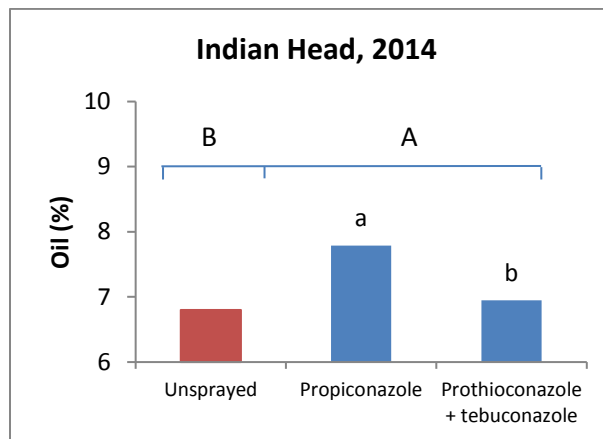 Indian Head, 2014
10
9
8
7
6
Oil (%)
B
A
a
b
Unsprayed
Propiconazole
Prothioconazole
+ tebuconazole